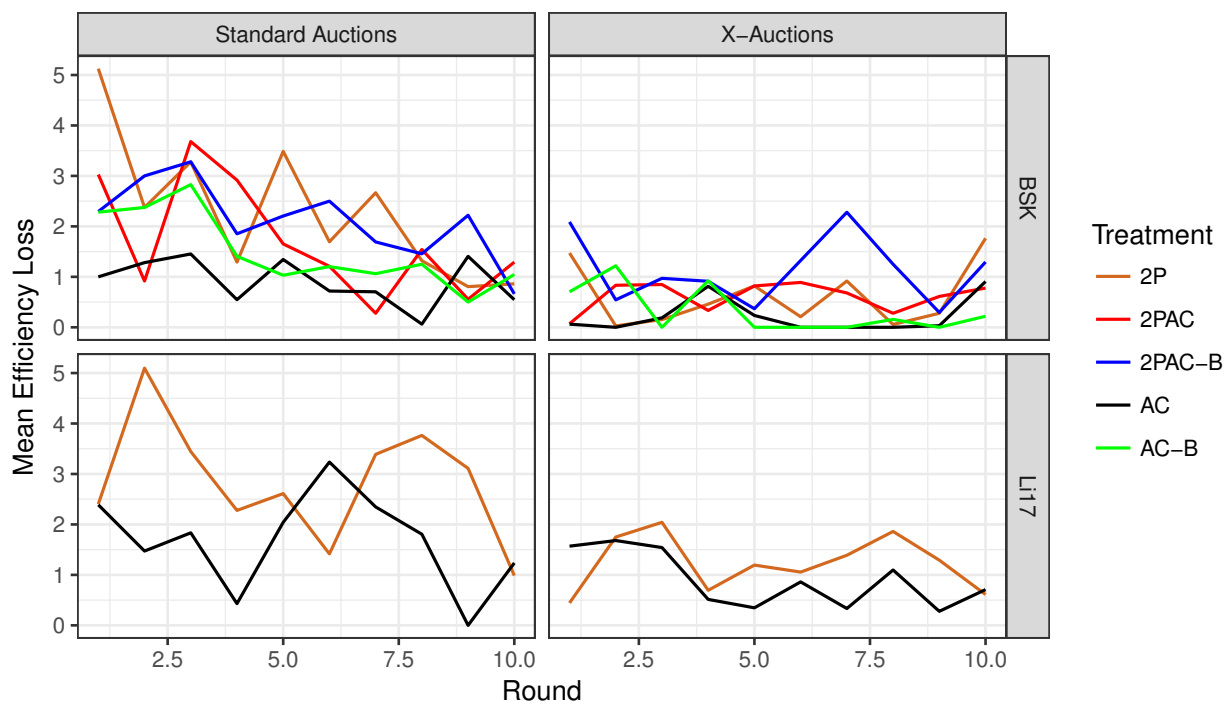 Standard Auctions
X−Auctions
5
4
3
2
1
0
BSK
5
4
3
2
1
0
Li17
2.5
5.0
7.5
10.0
2.5
5.0
7.5
10.0
Round
Mean Efficiency Loss
Treatment
2P
2PAC
2PAC−B
AC
AC−B